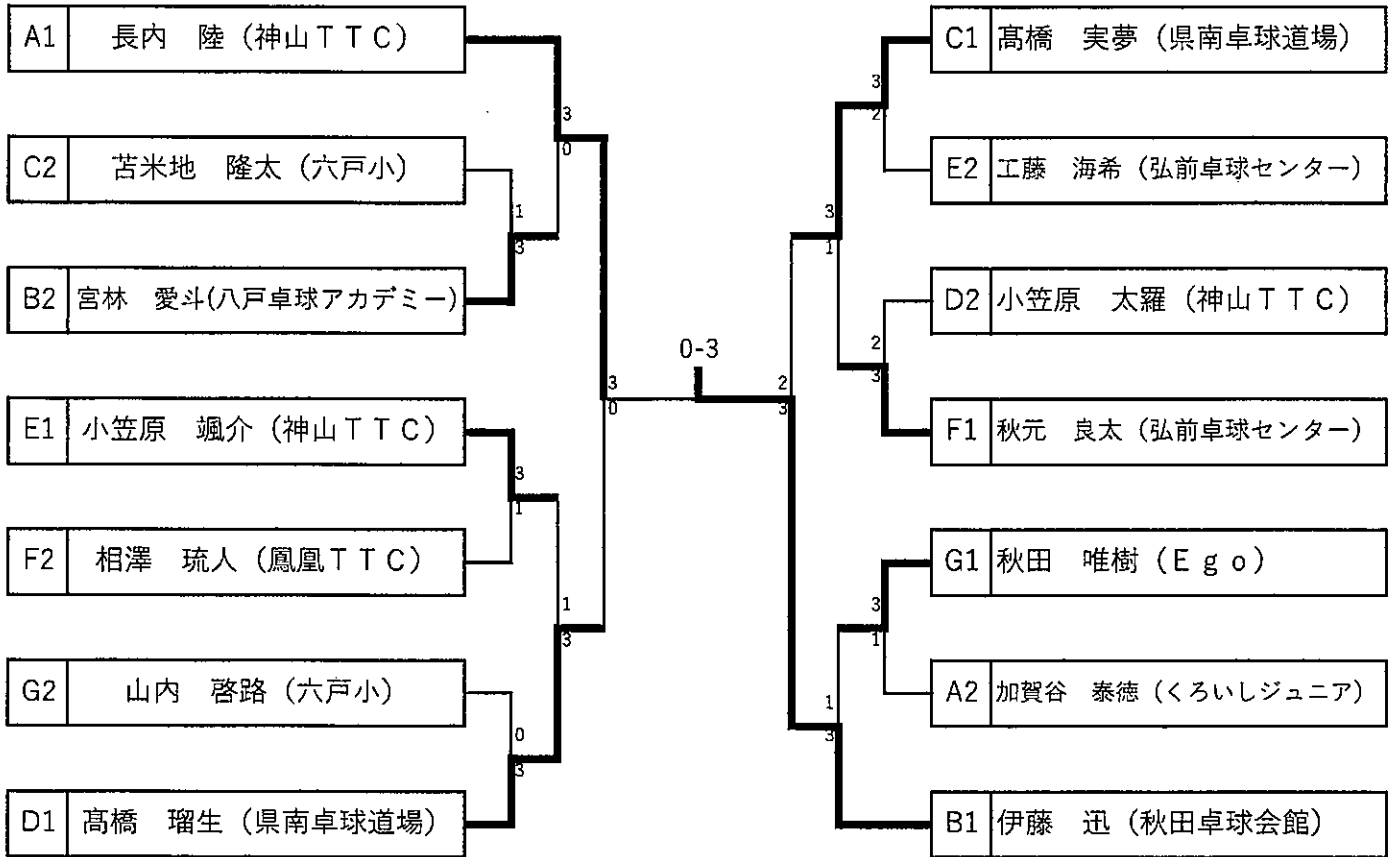 A1 長内 陸（神山ＴＴＣ）
3
0
C2 苫米地 隆太（六戸小）
1
3
B2 宮林 愛斗(八戸卓球アカデミー)
3
0
E1 小笠原 颯介（神山ＴＴＣ）
3
1
F2 相澤 琉人（鳳凰ＴＴＣ）
1
3
G2 山内 啓路（六戸小）
0
3
D1 髙橋 瑠生（県南卓球道場）
0-3
C1 髙橋 実夢（県南卓球道場）
3
2
E2 工藤 海希（弘前卓球センター）
3
1
D2 小笠原 太羅（神山ＴＴＣ）
2
3
F1 秋元 良太（弘前卓球センター）
2
3
G1 秋田 唯樹（Ｅｇｏ）
3
1
A2 加賀谷 泰徳（くろいしジュニア）
1
3
B1 伊藤 迅（秋田卓球会館）